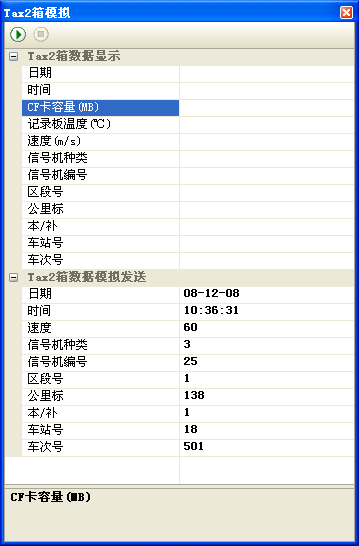 Tax2箱模拟
Tax2箱数据显示
日期
时间
CF卡容量(MB)
记录板温度(℃)
速度(m/s)
信号机种类
信号机编号
区段号
公里标
本/补
车站号
车次号
Tax2箱数据模拟发送
日期 08-12-08
时间 10:36:31
速度 60
信号机种类 3
信号机编号 25
区段号 1
公里标 138
本/补 1
车站号 18
车次号 501
CF卡容量(MB)